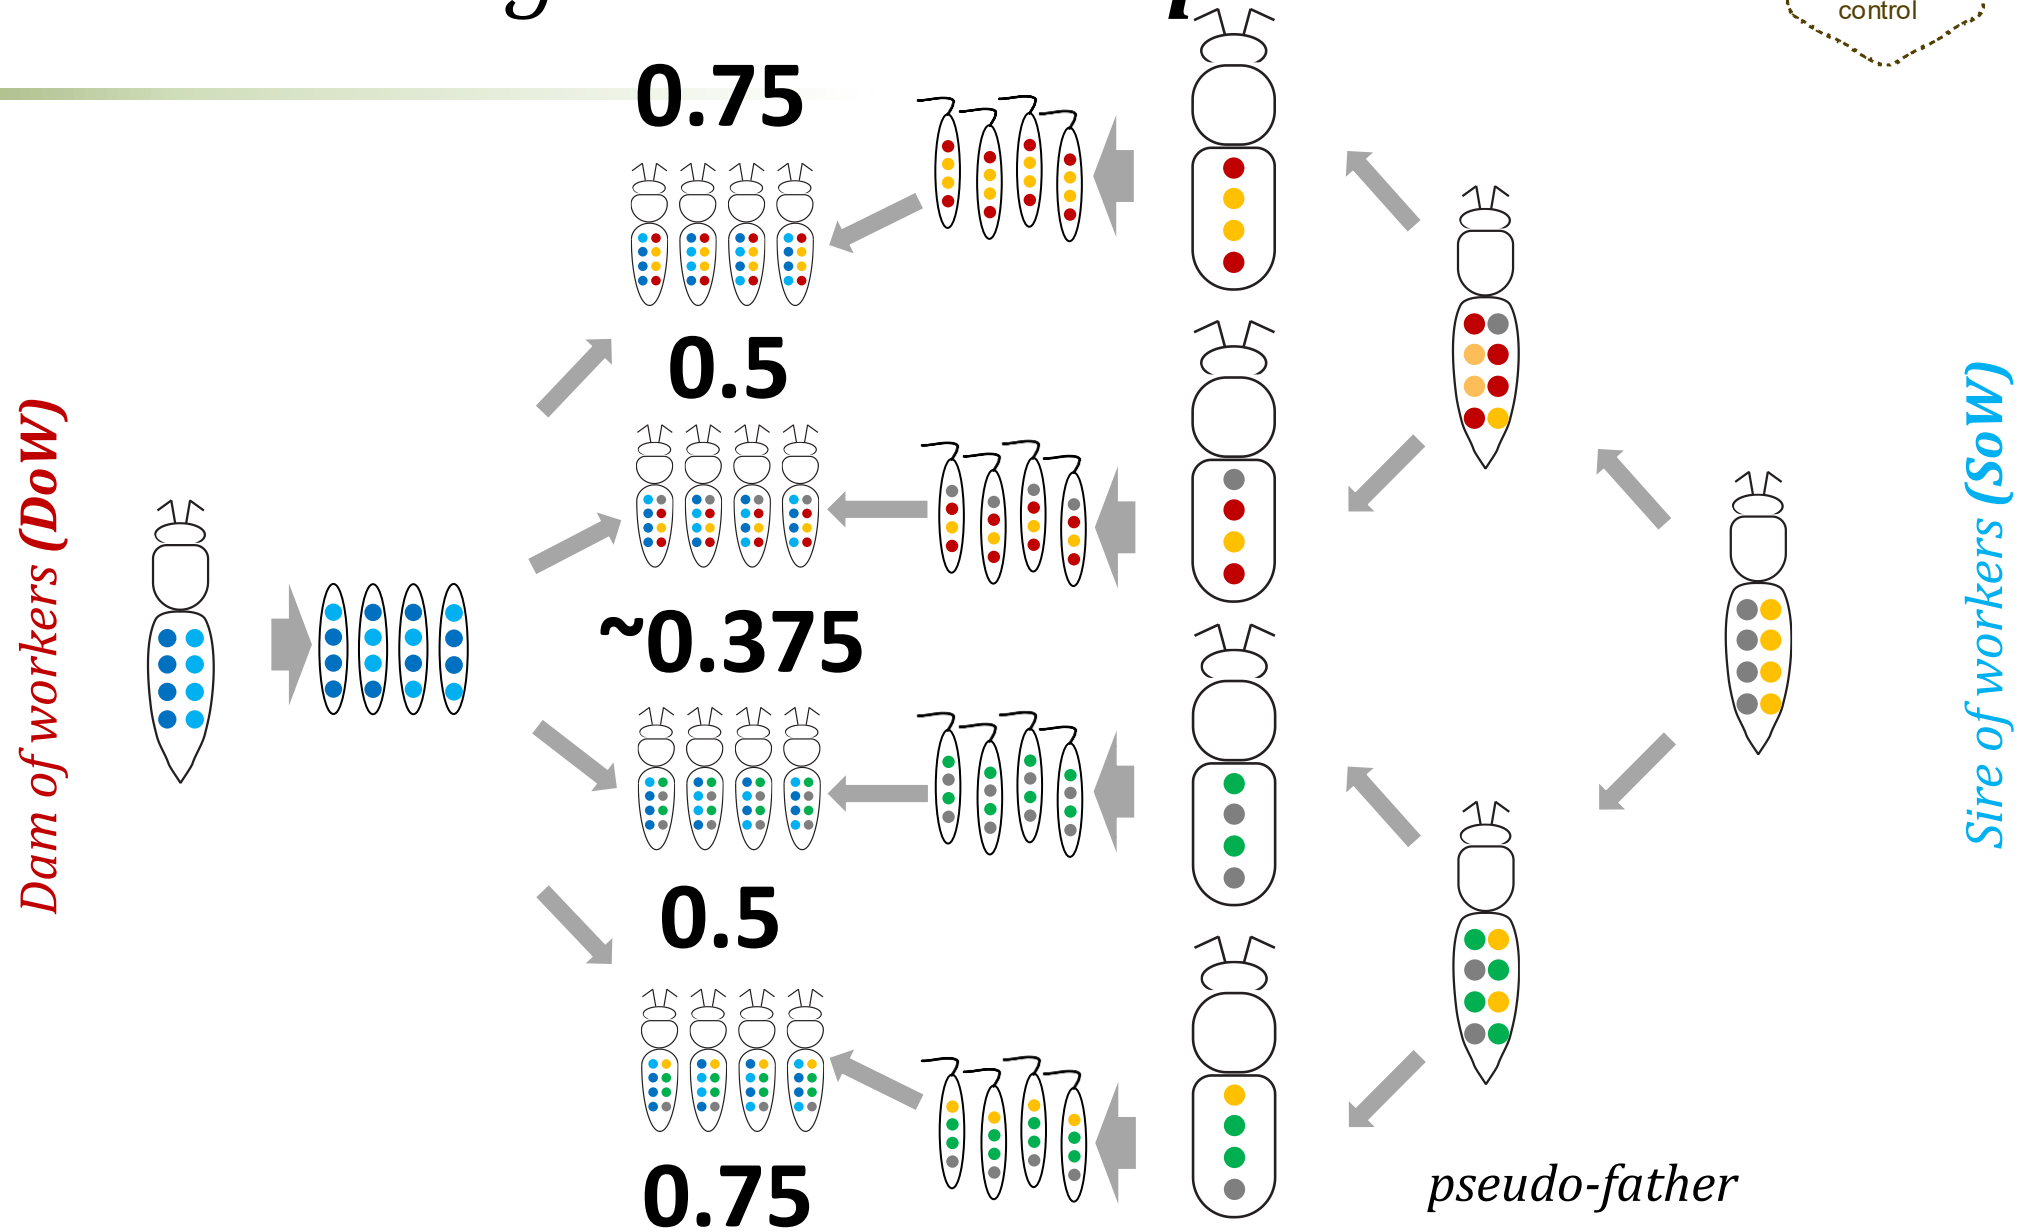 control
0.75
0.5
~0.375
0.5
0.75
Dam of workers (DoW)
Sire of workers (SoW)
pseudo-father